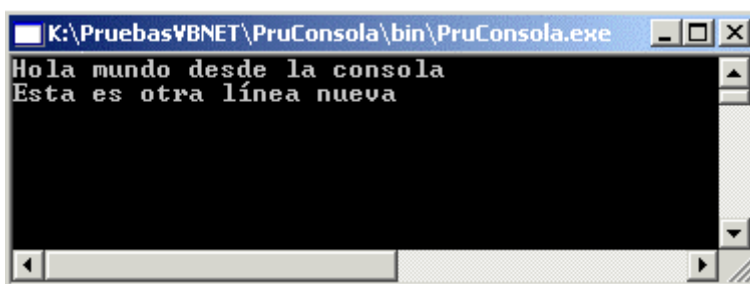 K:\PruebasVBNET\PruConsola\bin\PruConsola.exe
Hola mundo desde la consola
Esta es otra línea nueva